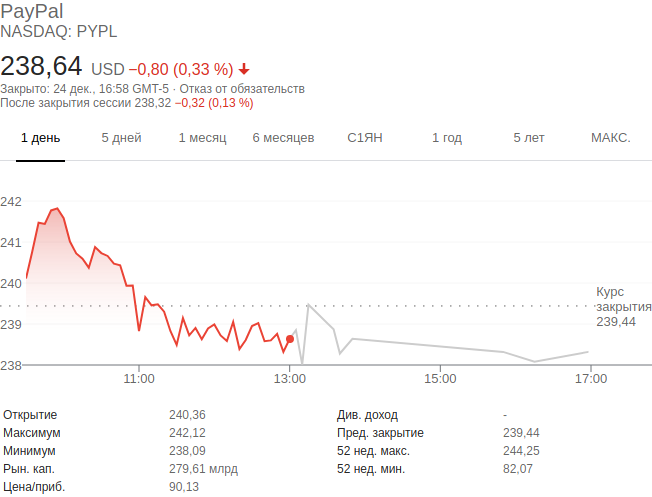 PayPal
NASDAQ: PYPL
238,64 USD −0,80 (0,33 %)
Закрыто: 24 дек., 16:58 GMT-5 · Отказ от обязательств
После закрытия сессии 238,32 −0,32 (0,13 %)
1 день 5 дней 1 месяц 6 месяцев С1ЯН 1 год 5 лет МАКС.
242
241
240
239
238
Курс
закрытия
239,44
11:00 13:00 15:00 17:00
Открытие 240,36 Див. доход -
Максимум 242,12 Пред. закрытие 239,44
Минимум 238,09 52 нед. макс. 244,25
Рын. кап. 279,61 млрд 52 нед. мин. 82,07
Цена/приб. 90,13